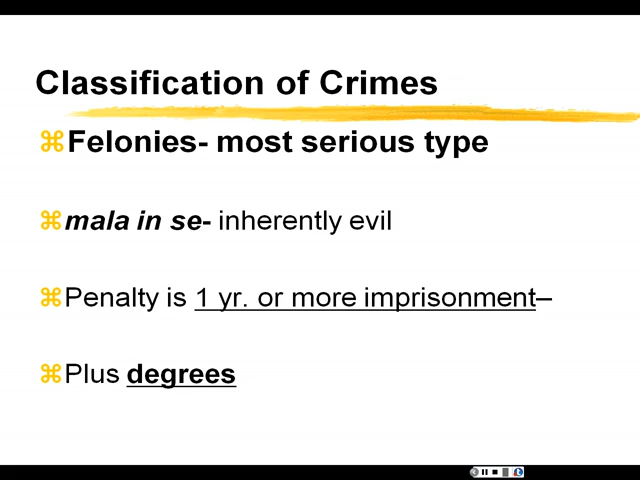 Classification of Crimes
⌘Felonies- most serious type
⌘mala in se- inherently evil
⌘Penalty is 1 yr. or more imprisonment–
⌘Plus degrees